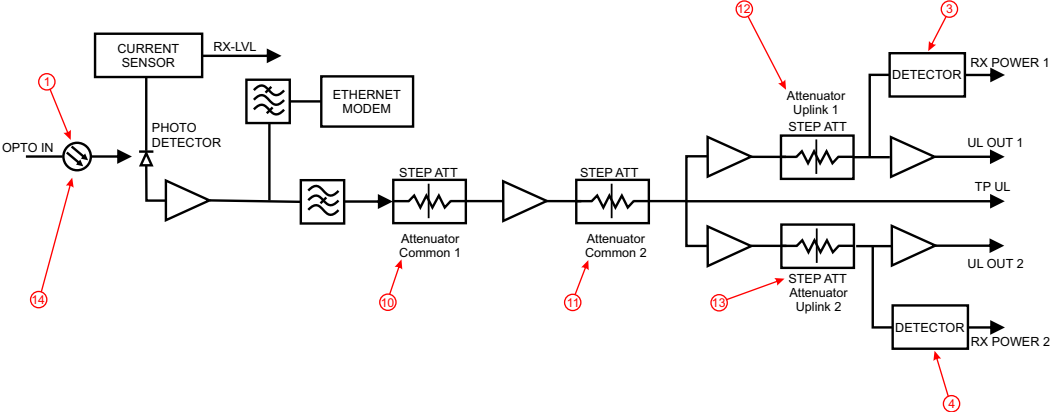 12
3
CURRENT
SENSOR
RX-LVL
RX POWER 1
DETECTOR
1
ETHERNET
MODEM
Attenuator
Uplink 1
STEP ATT
PHOTO
DETECTOR
OPTO IN
UL OUT 1
STEP ATT
STEP ATT
TP UL
Attenuator
Common 1
Attenuator
Common 2
UL OUT 2
14
10
11
13
STEP ATT
Attenuator
Uplink 2
DETECTOR
RX POWER 2
4